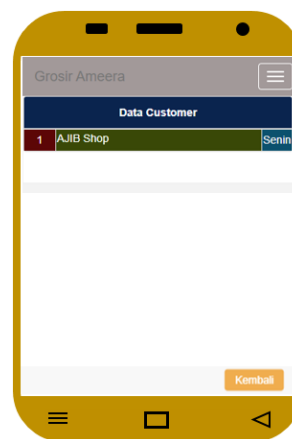 Grosir Ameera
Data Customer
1 AJIB Shop Senin
Kembali